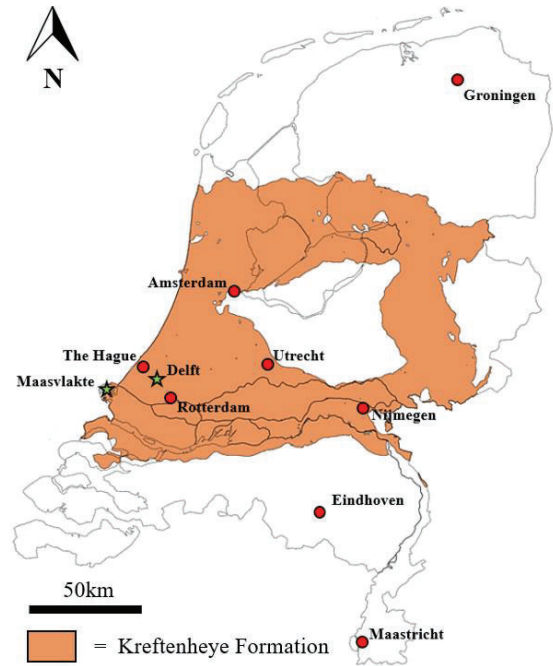 N
Groningen
Amsterdam
The Hague
Delft
Utrecht
Maasvlakte
Rotterdam
Nijmegen
Eindhoven
50km
Maastricht
= Kreftenheye Formation